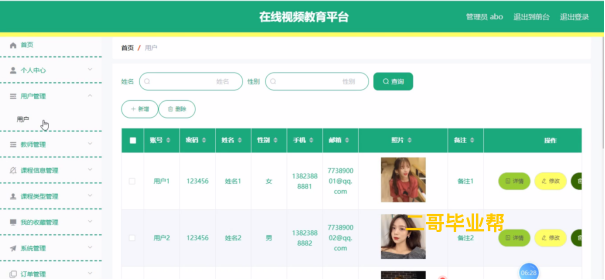 在线视频教育平台
管理员 abo 退出到前台 退出登录
首页
首页 / 用户
个人中心
姓名 姓名 性别 性别 查询
用户管理
+ 新增 删除
用户
账号 密码 姓名 性别 手机 邮箱 照片 备注 操作
教师管理
课程信息管理
用户1 123456 姓名1 女 13823888881 773890001@qq.com 备注1 详情 修改
课程类型管理
我的收藏管理
二哥毕业帮
用户2 123456 姓名2 男 13823888882 773890002@qq.com 备注2 详情 修改
系统管理
订单管理
06:28